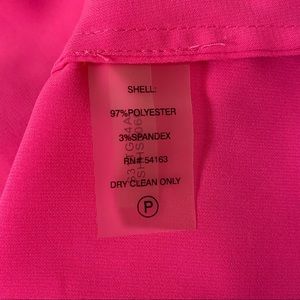 SHELL:
97%POLYESTER
3%SPANDEX
RN#:54163
DRY CLEAN ONLY
P